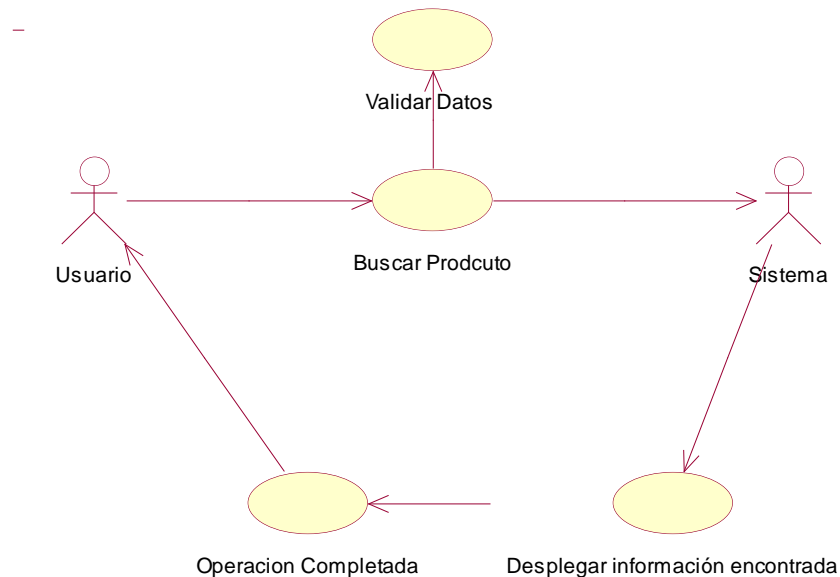 Validar Datos
Usuario
Buscar Prodcuto
Sistema
Operacion Completada
Desplegar información encontrada